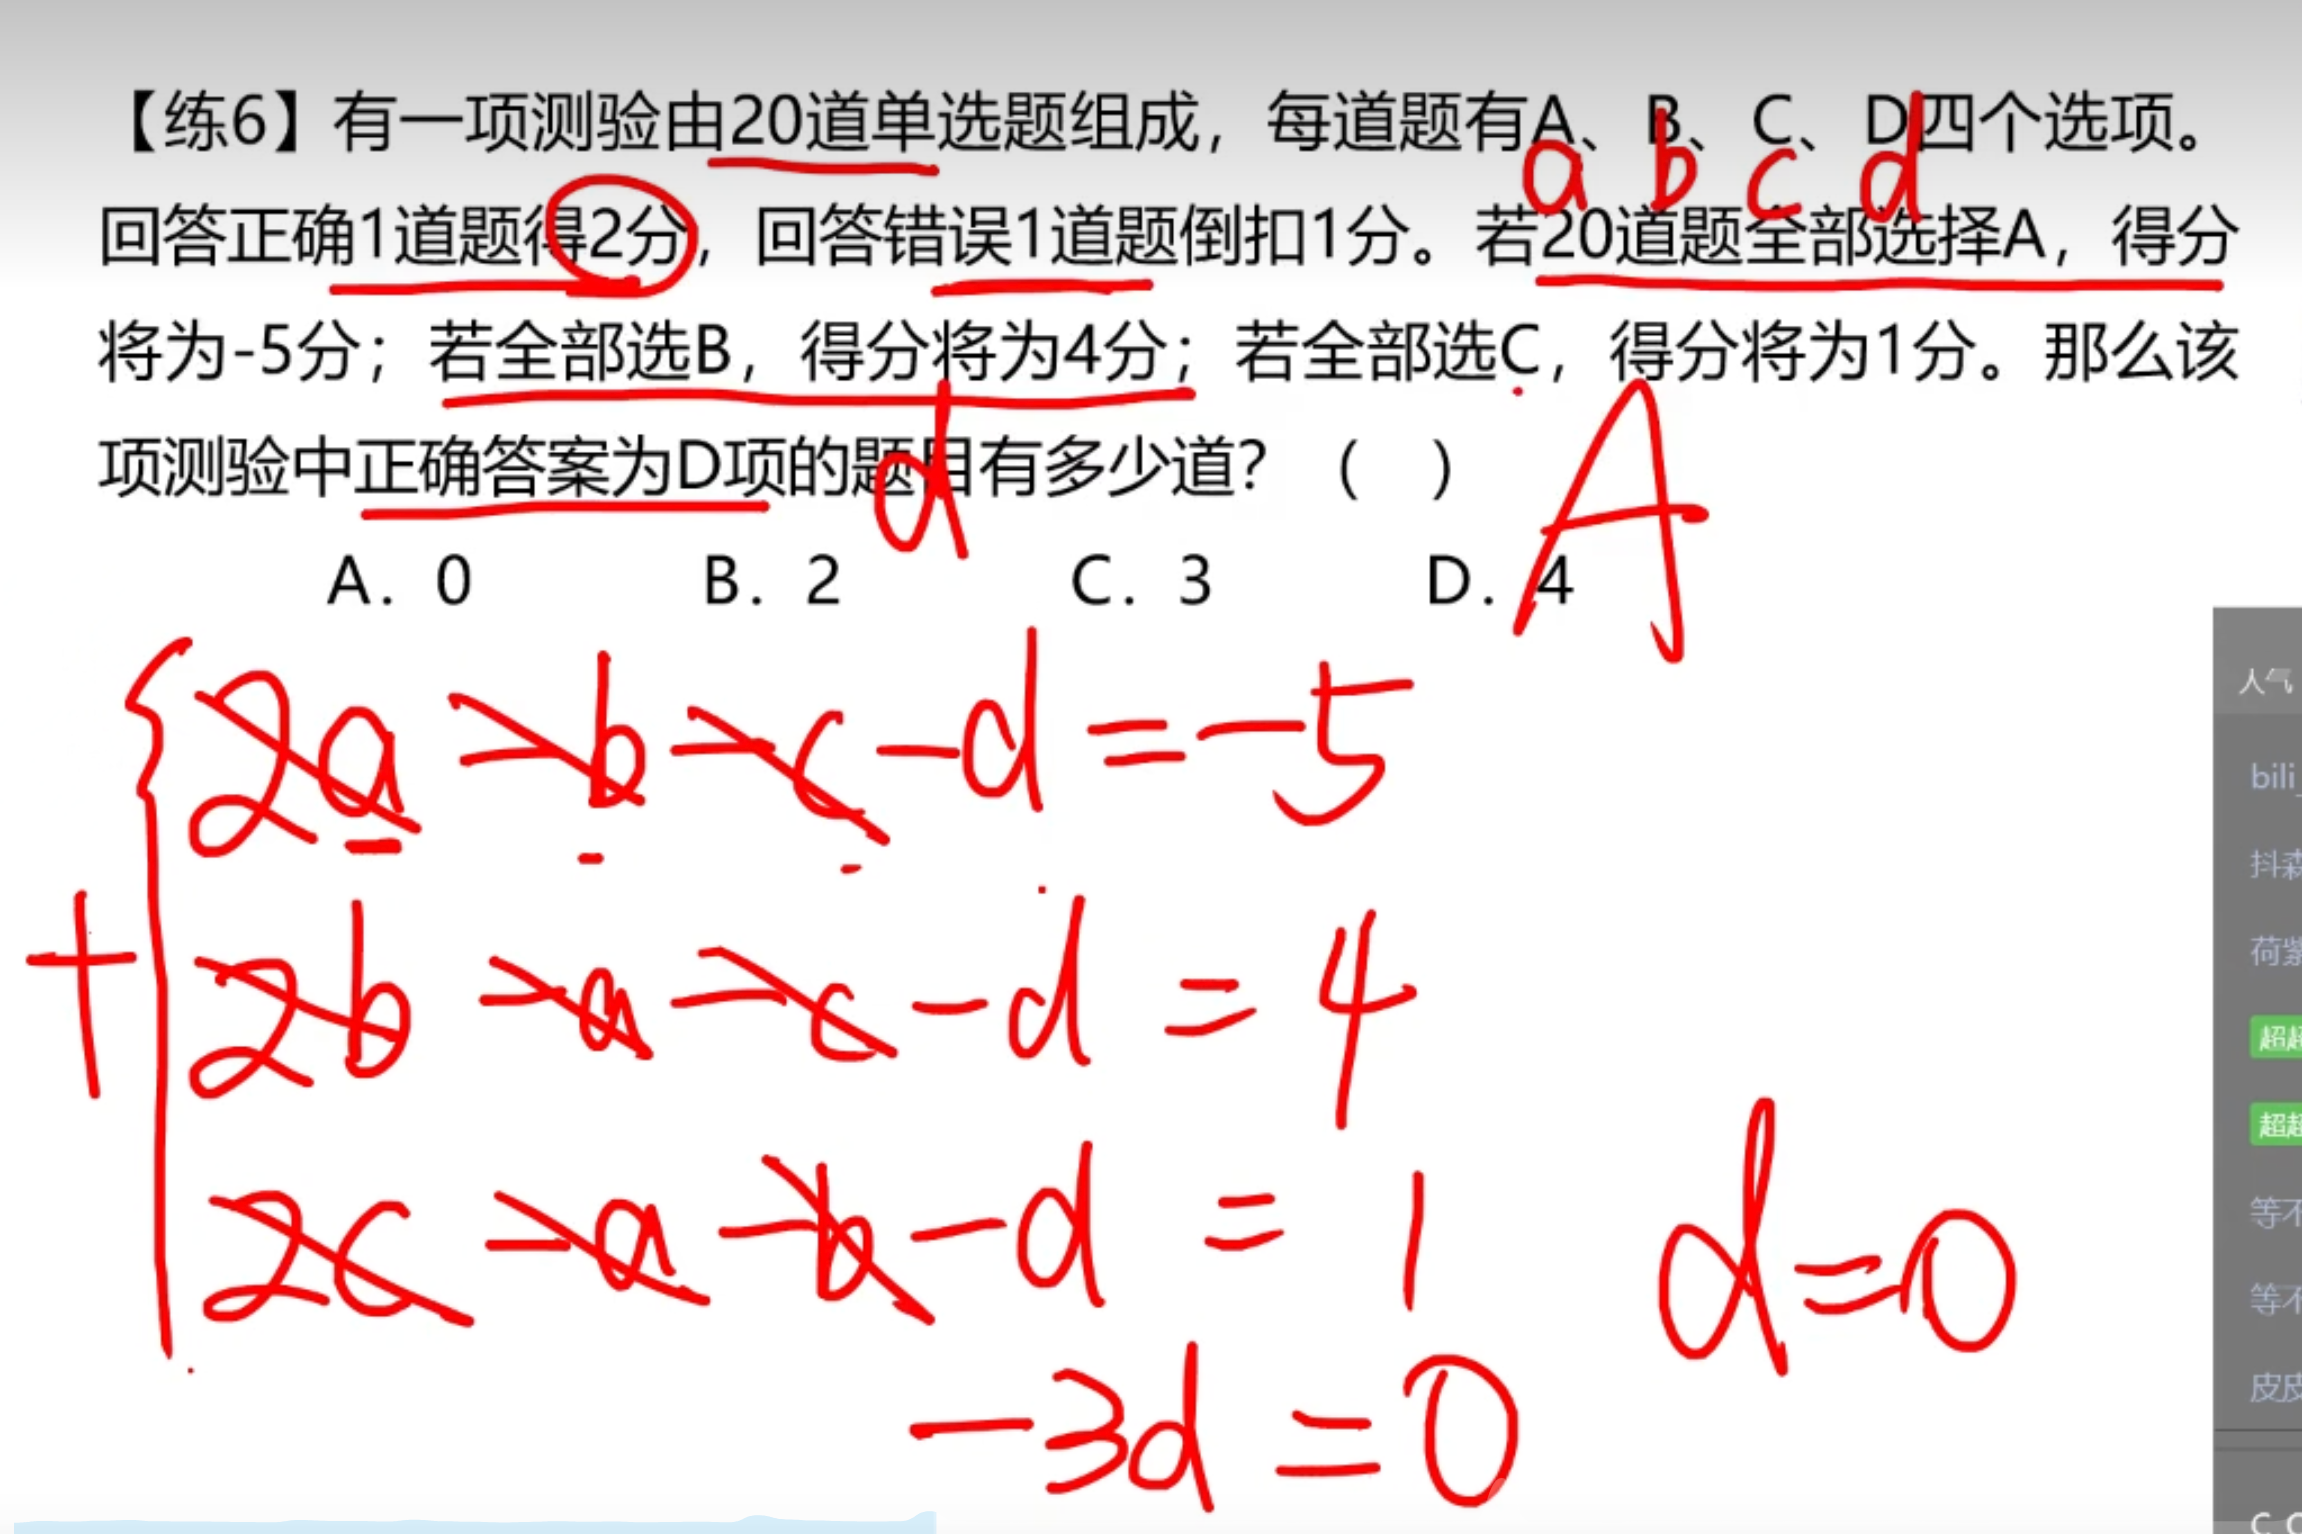 【练6】有一项测验由20道单选题组成，每道题有A、B、C、D四个选项。
a b c d
回答正确1道题得2分，回答错误1道题倒扣1分。若20道题全部选择A，得分
将为-5分；若全部选B，得分将为4分；若全部选C，得分将为1分。那么该
项测验中正确答案为D项的题目有多少道？（ ）
d
A
A. 0 B. 2 C. 3 D. 4
2a-b-c-d=-5
+
2b-a-c-d=4
2c-a-b-d=1
d=0
-3d=0
人气
bili_
抖森
荷紫
超超
超超
等不
等不
皮皮